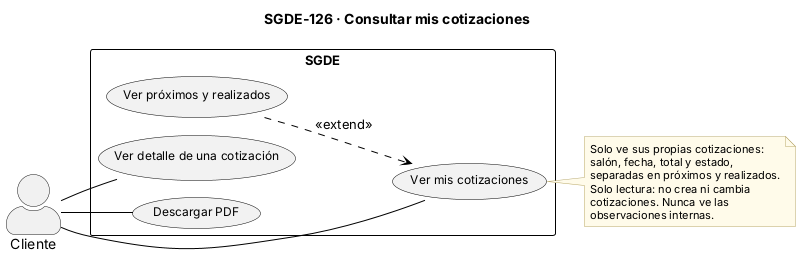 SGDE-126 · Consultar mis cotizaciones
SGDE
Ver próximos y realizados
«extend»
Ver detalle de una cotización
Ver mis cotizaciones
Descargar PDF
Cliente
Solo ve sus propias cotizaciones:
salón, fecha, total y estado,
separadas en próximos y realizados.
Solo lectura: no crea ni cambia
cotizaciones. Nunca ve las
observaciones internas.